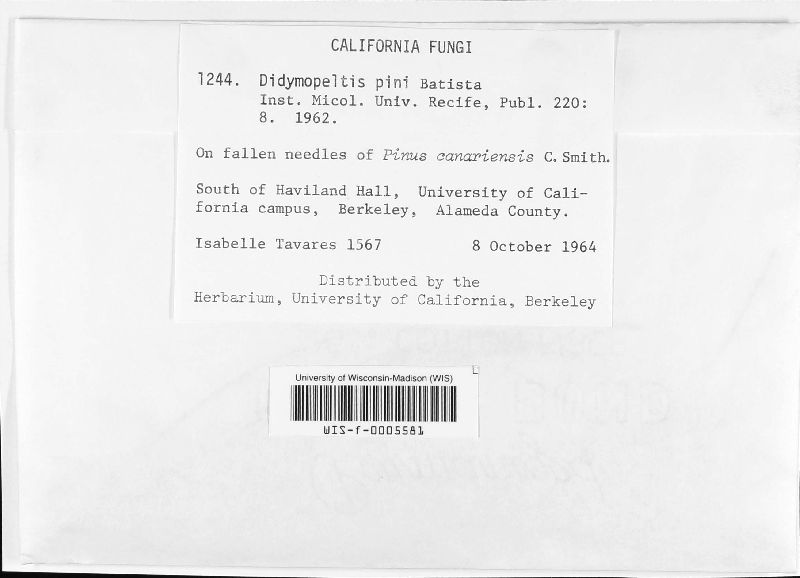 CALIFORNIA FUNGI
1244. Didymopeltis pini Batista
Inst. Micol. Univ. Recife, Publ. 220:
8. 1962.
On fallen needles of Pinus canariensis C. Smith.
South of Haviland Hall, University of Cali-
fornia campus, Berkeley, Alameda County.
Isabelle Tavares 1567 8 October 1964
Distributed by the
Herbarium, University of California, Berkeley
University of Wisconsin-Madison (WIS)
WIS-f-0005581